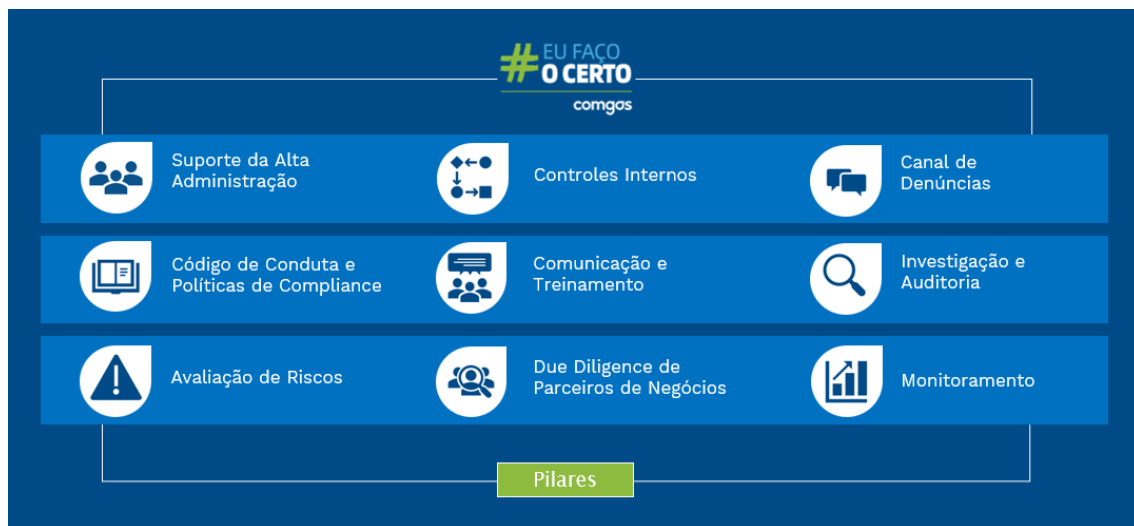 # EU FAÇO
O CERTO
comgas
Suporte da Alta
Administração
Controles Internos
Canal de
Denúncias
Código de Conduta e
Políticas de Compliance
Comunicação e
Treinamento
Investigação e
Auditoria
Avaliação de Riscos
Due Diligence de
Parceiros de Negócios
Monitoramento
Pilares